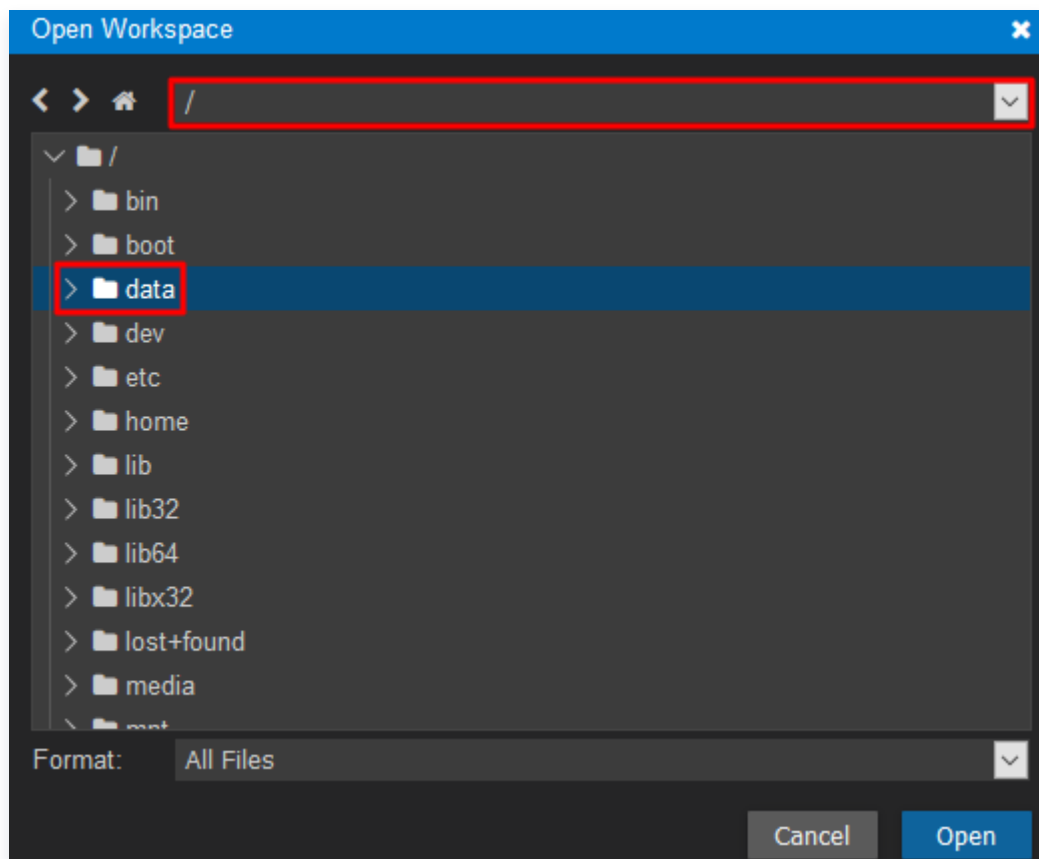 Open Workspace
/
/
bin
boot
data
dev
etc
home
lib
lib32
lib64
libx32
lost+found
media
mnt
Format: All Files
Cancel Open